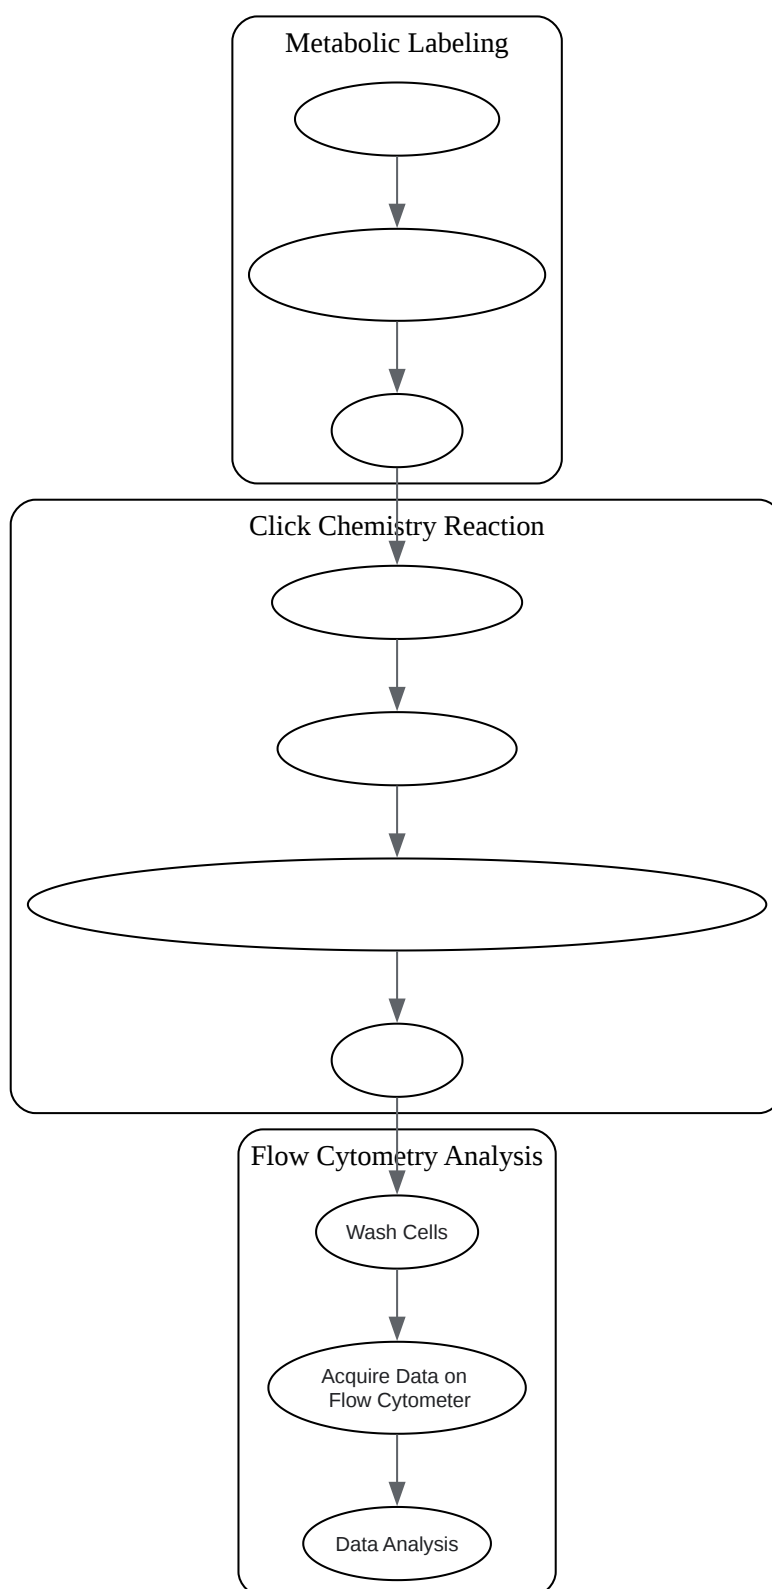 Metabolic Labeling
Click Chemistry Reaction
Flow Cytometry Analysis
Wash Cells
Acquire Data on
Flow Cytometer
Data Analysis